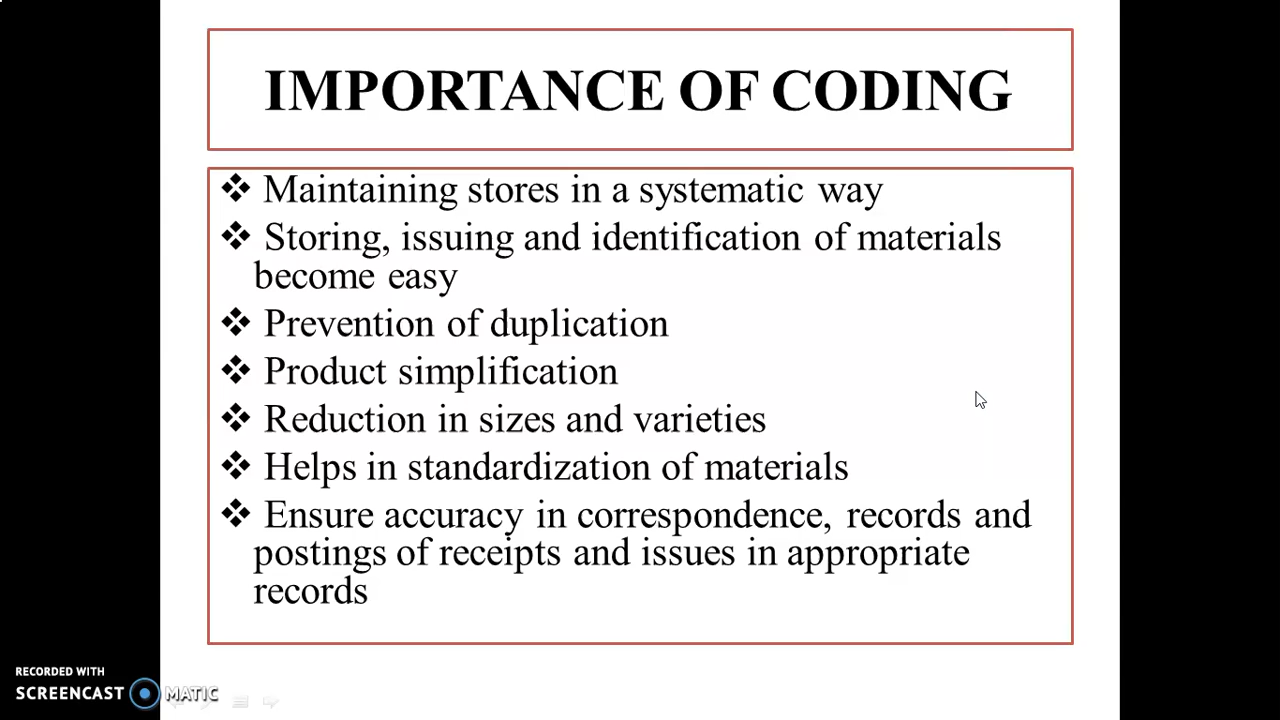 IMPORTANCE OF CODING
❖ Maintaining stores in a systematic way
❖ Storing, issuing and identification of materials
become easy
❖ Prevention of duplication
❖ Product simplification
❖ Reduction in sizes and varieties
❖ Helps in standardization of materials
❖ Ensure accuracy in correspondence, records and
postings of receipts and issues in appropriate
records
RECORDED WITH
SCREENCAST MATIC